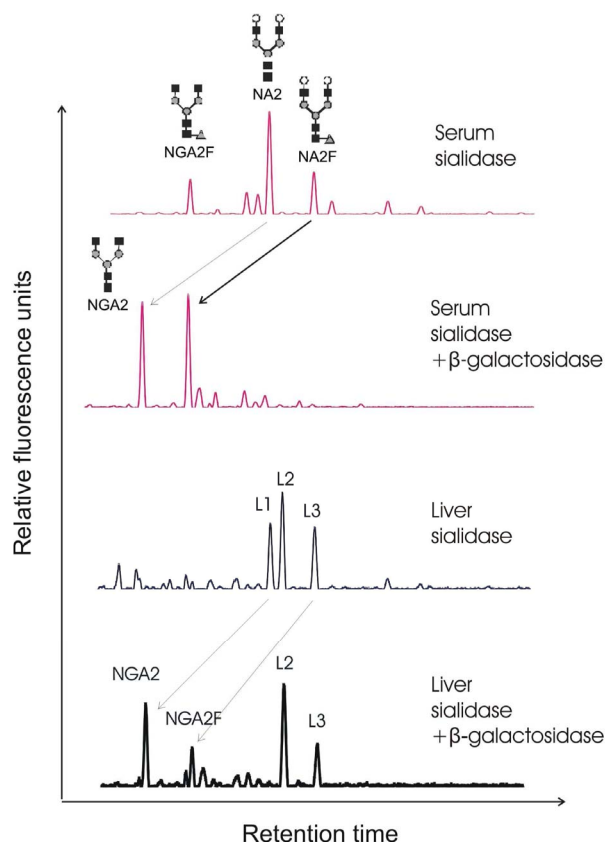 NA2
NGA2F
NA2F
Serum
sialidase
NGA2
Serum
sialidase
+β-galactosidase
L1
L2
L3
Liver
sialidase
NGA2
NGA2F
L2
L3
Liver
sialidase
+β-galactosidase
Relative fluorescence units
Retention time